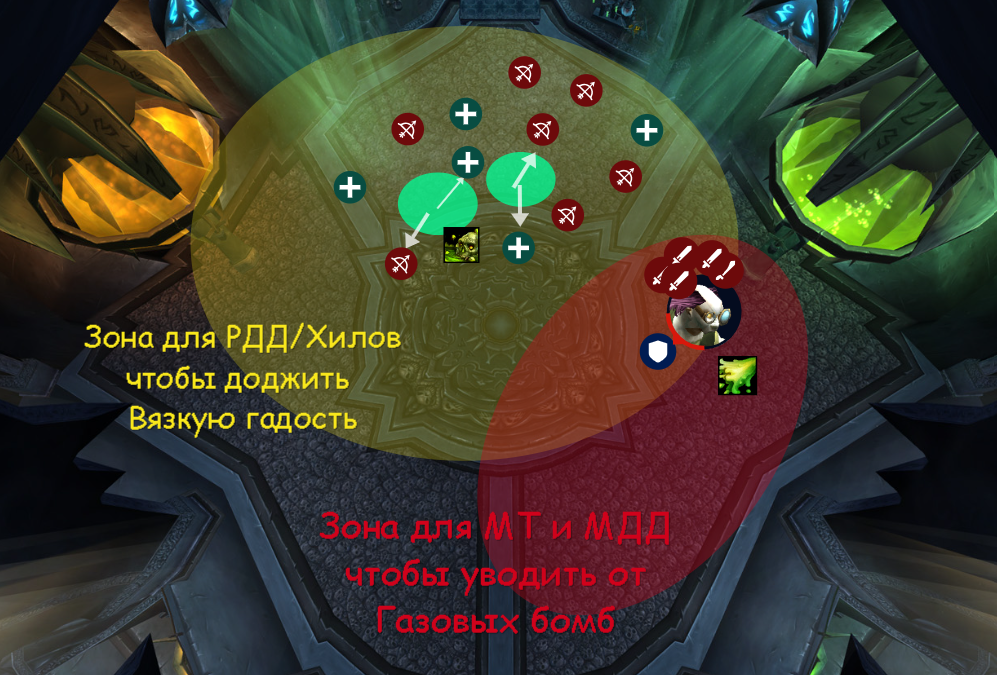 Зона для РДД/Хилов
чтобы доджить
Вязкую гадость
Зона для МТ и МДД
чтобы уводить от
Газовых бомб